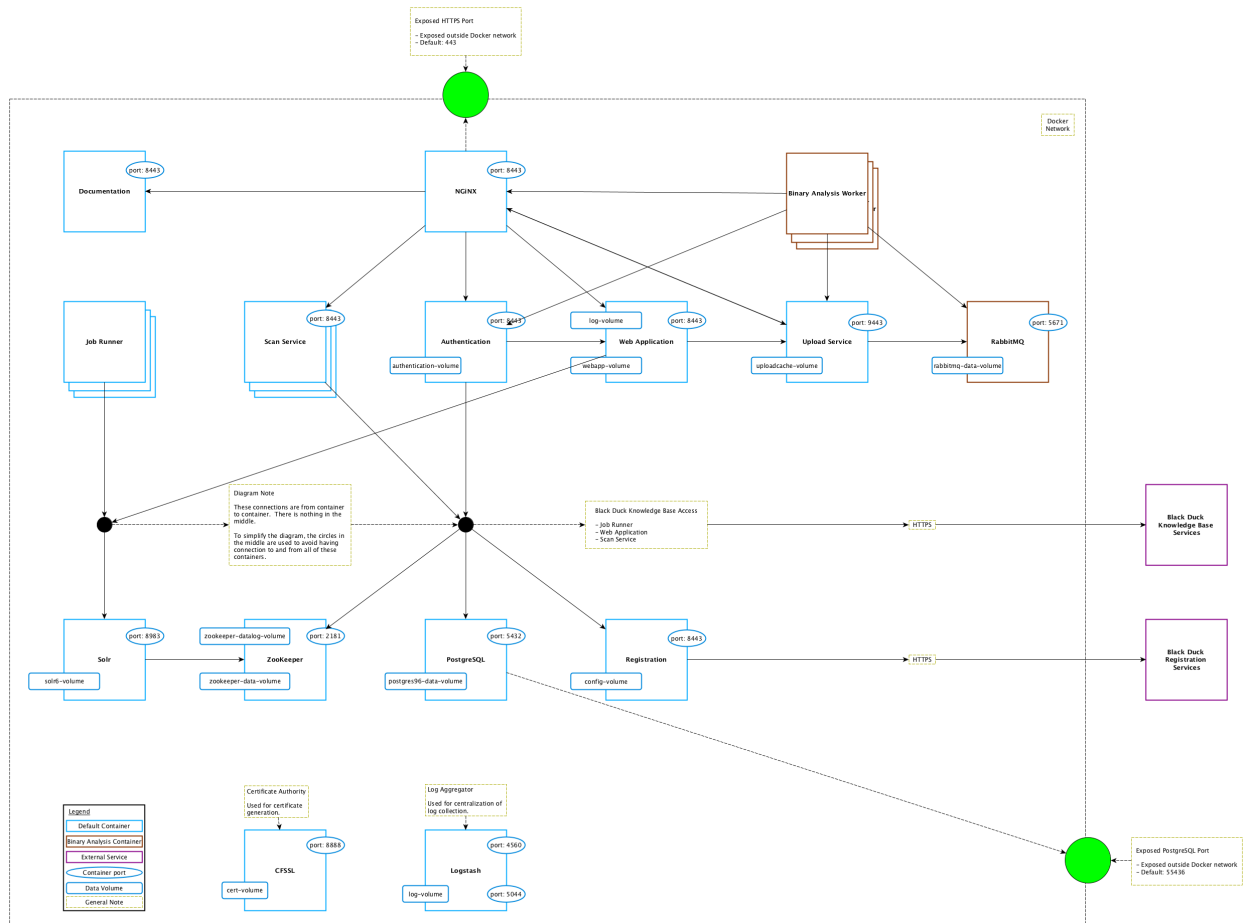 Exposed HTTPS Port
- Exposed outside Docker network
- Default: 443
Docker
Network
port: 8443
Documentation
port: 8443
NGiNX
Binary Analysis Worker
r
Job Runner
port: 8443
Scan Service
port: 8443
Authentication
authentication-volume
log-volume
port: 8443
Web Application
webapp-volume
port: 9443
Upload Service
uploadcache-volume
port: 5671
RabbitMQ
rabbitmq-data-volume
Diagram Note
These connections are from container
to container. There is nothing in the
middle.
To simplify the diagram, the circles in
the middle are used to avoid having
connection to and from all of these
containers.
Black Duck Knowledge Base Access
- Job Runner
- Web Application
- Scan Service
HTTPS
Black Duck
Knowledge Base
Services
port: 8983
Solr
solr6-volume
zookeeper-datalog-volume
port: 2181
ZooKeeper
zookeeper-data-volume
port: 5432
PostgreSQL
postgres96-data-volume
port: 8443
Registration
config-volume
HTTPS
Black Duck
Registration
Services
Legend
Default Container
Binary Analysis Container
External Service
Container port
Data Volume
General Note
Certificate Authority
Used for certificate
generation.
port: 8888
CFSSL
cert-volume
Log Aggregator
Used for centralization of
log collection.
port: 4560
Logstash
log-volume
port: 5044
Exposed PostgreSQL Port
- Exposed outside Docker network
- Default: 55436